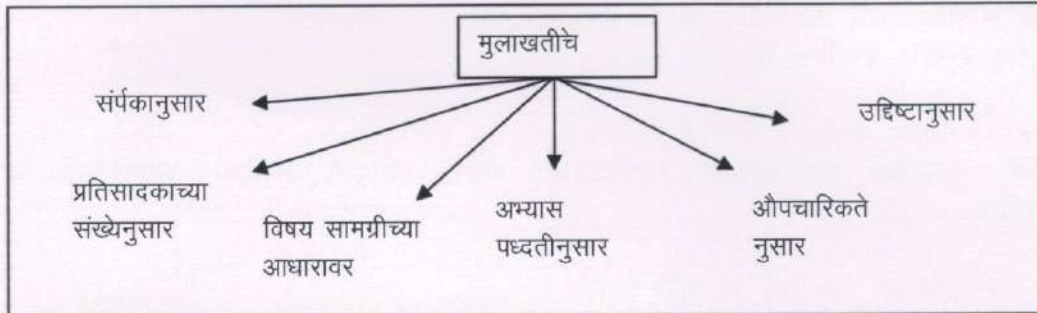 मुलाखतीचे
संर्पकानुसार
उद्दिष्टानुसार
प्रतिसादकाच्या
संख्येनुसार
विषय सामग्रीच्या
आधारावर
अभ्यास
पध्दतीनुसार
औपचारिकते
नुसार